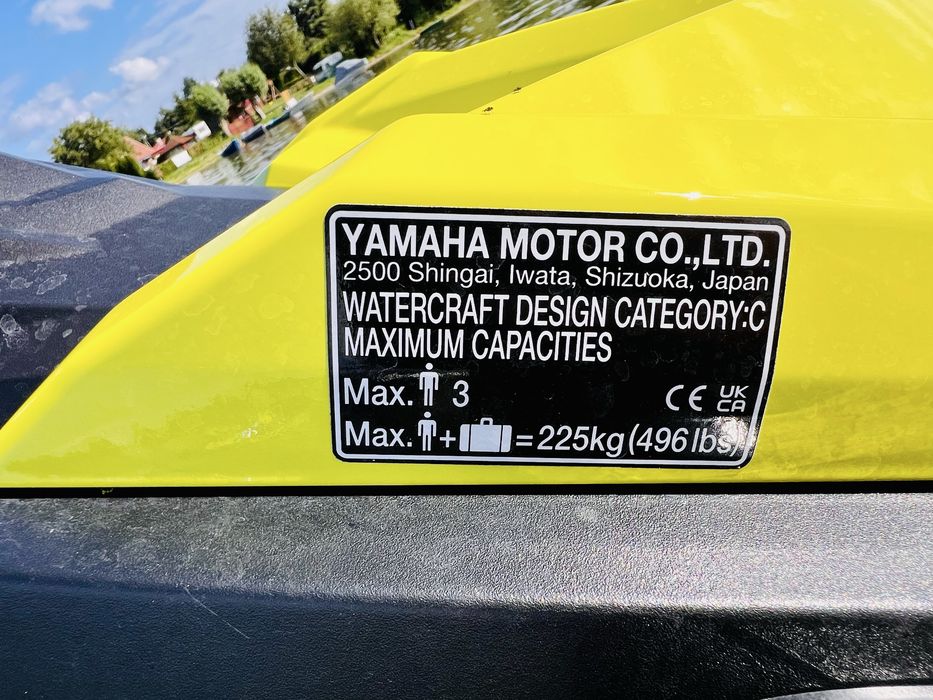 YAMAHA MOTOR CO.,LTD.
2500 Shingai, Iwata, Shizuoka, Japan
WATERCRAFT DESIGN CATEGORY:C
MAXIMUM CAPACITIES
Max. 3 CE UK
CA
Max. + = 225kg (496 lbs)